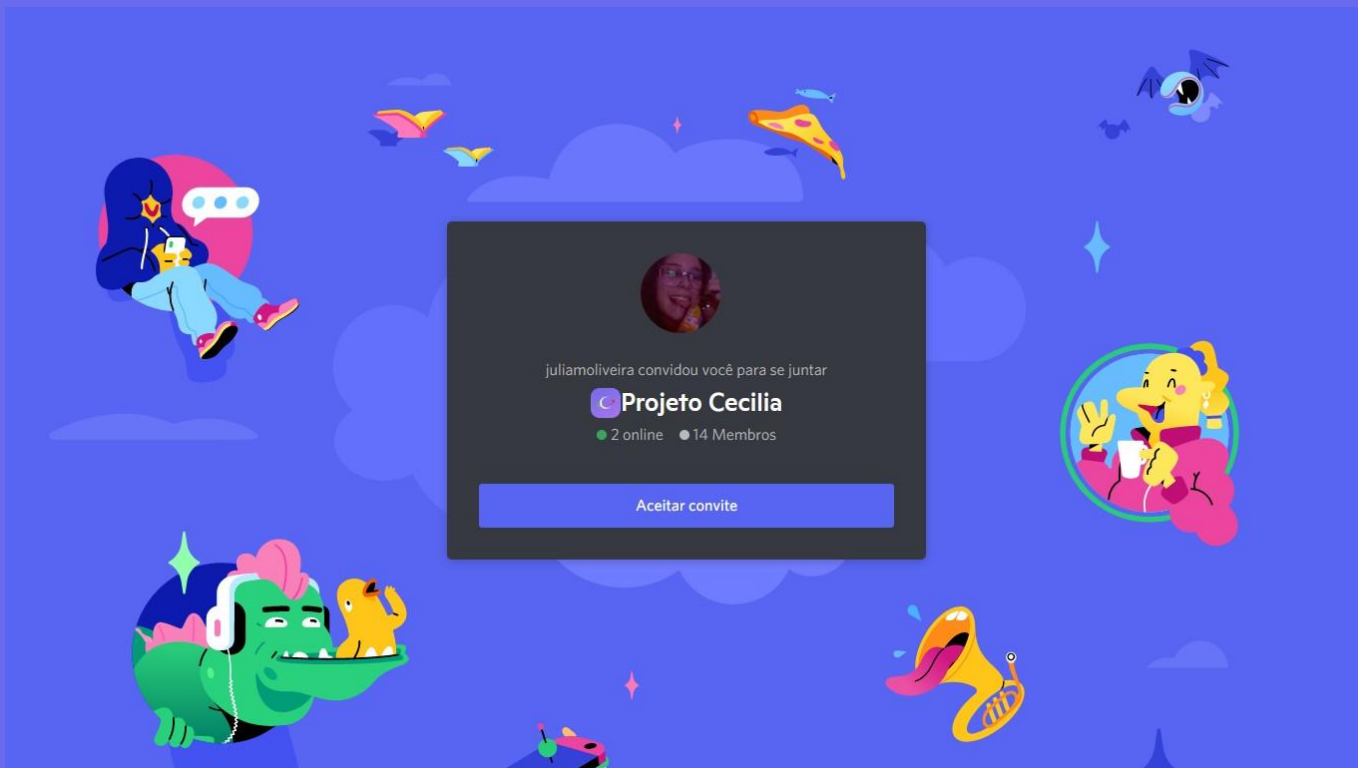 juliamoliveira convidou você para se juntar
Projeto Cecilia
2 online 14 Membros
Aceitar convite